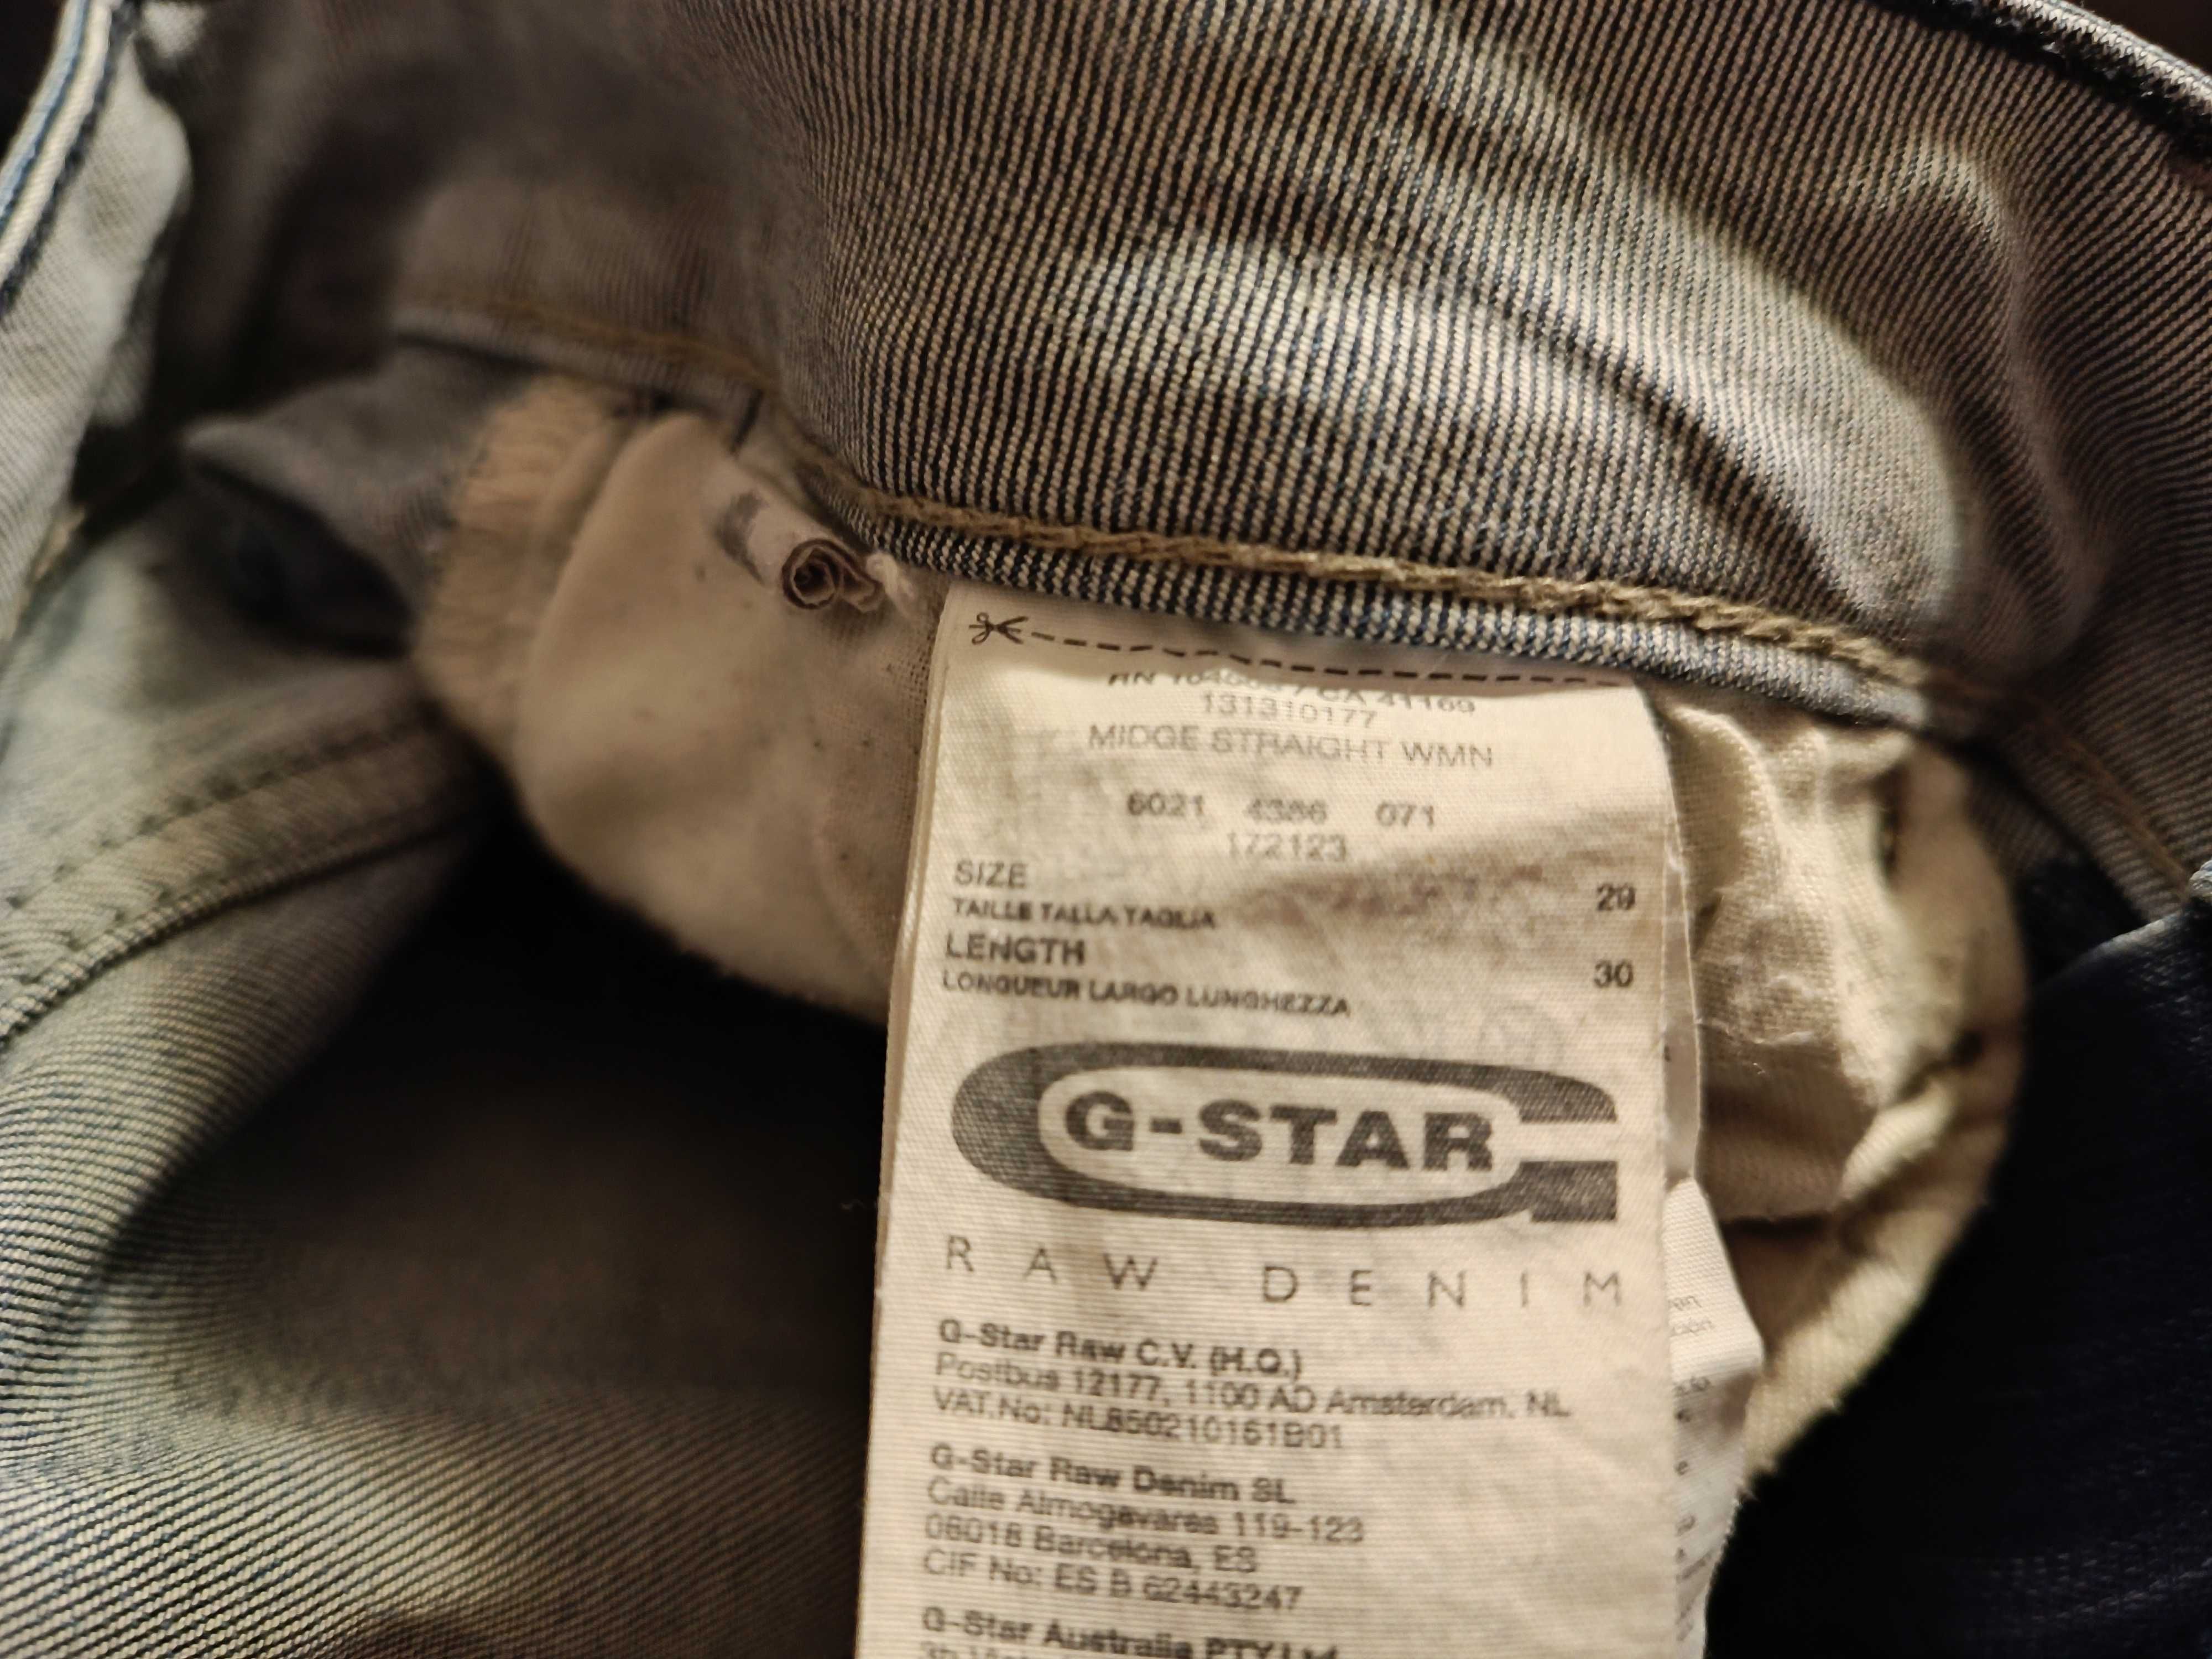 41169
131310177
MIDGE STRAIGHT WMN
6021 4386 071
172123
SIZE 29
TAILLE TALLA TAGLIA
LENGTH 30
LONGUEUR LARGO LUNGHEZZA
G-STAR
RAW DENIM
G-Star Raw C.V. (H.Q.)
Postbus 12177, 1100 AD Amsterdam, NL
VAT.No: NL850210161B01
G-Star Raw Denim SL
Calle Almogavares 119-123
08018 Barcelona, ES
CIF No: ES B 62443247
G-Star Australia PTY Ltd